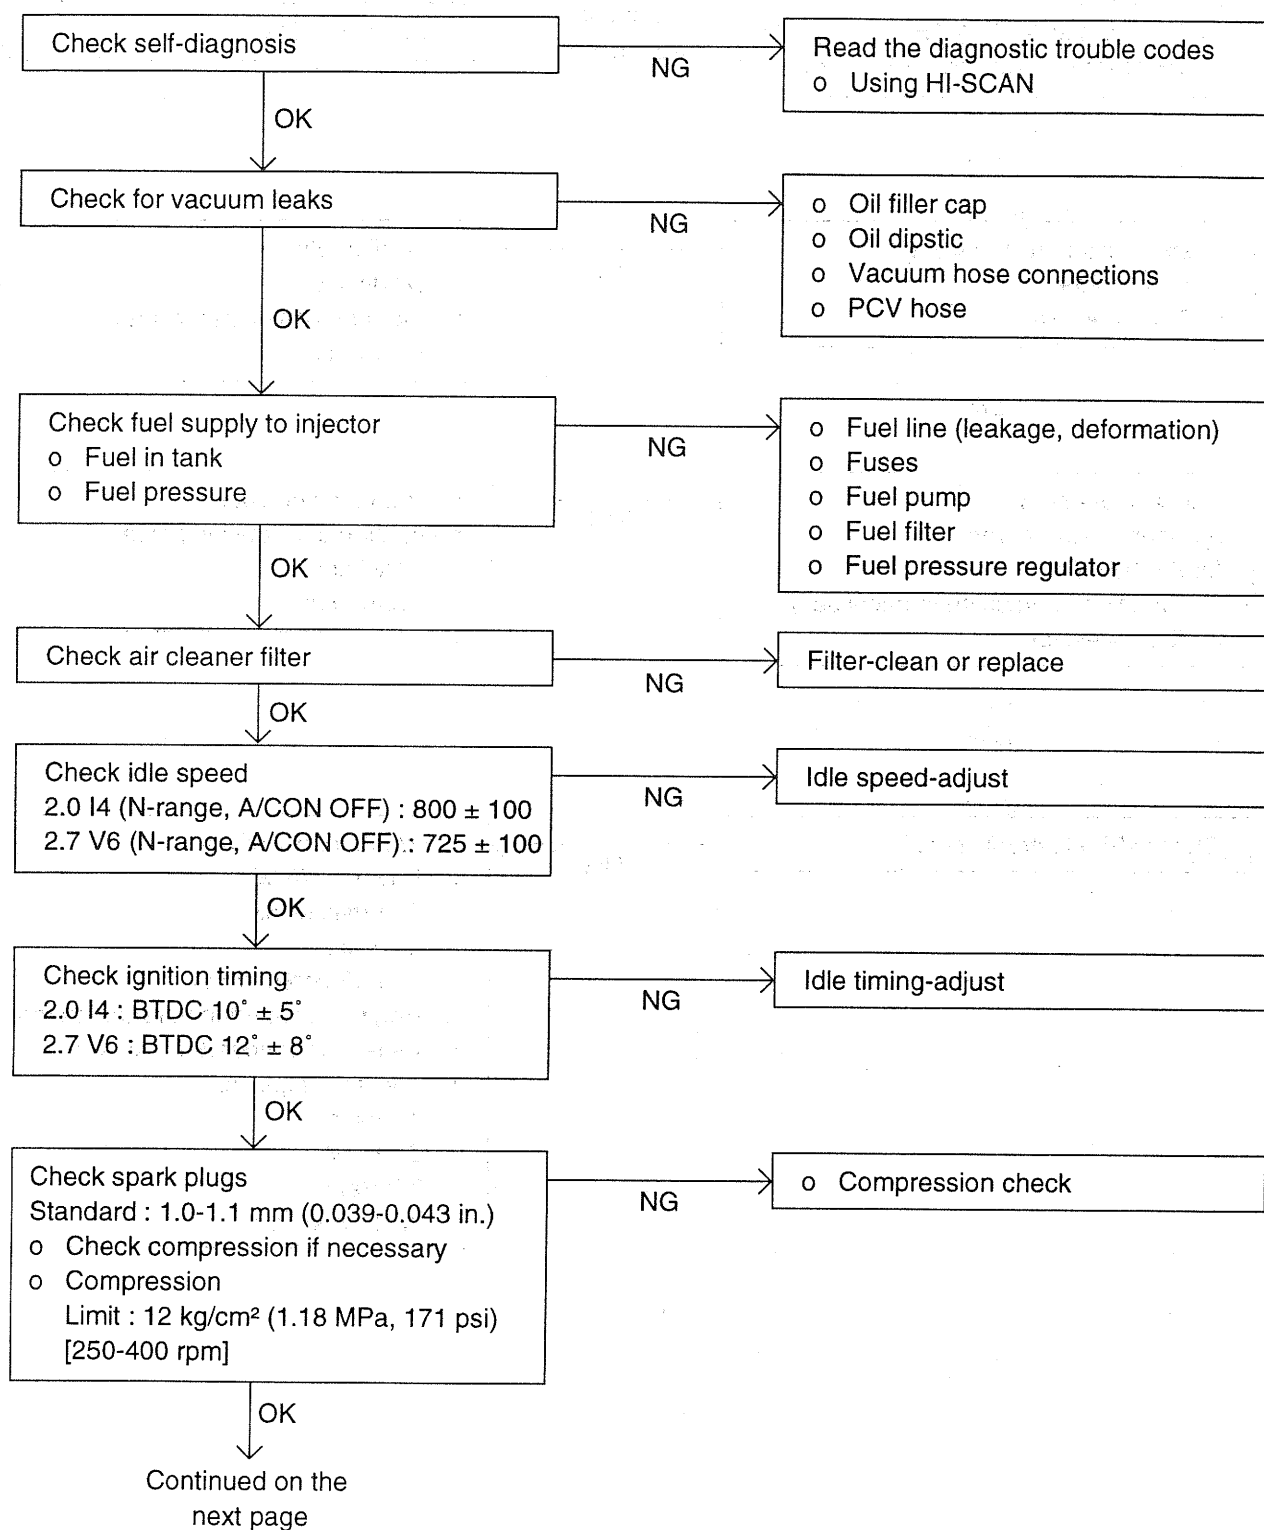 Check self-diagnosis
NG
Read the diagnostic trouble codes
o Using HI-SCAN
OK
Check for vacuum leaks
NG
o Oil filler cap
o Oil dipstic
o Vacuum hose connections
o PCV hose
OK
Check fuel supply to injector
o Fuel in tank
o Fuel pressure
NG
o Fuel line (leakage, deformation)
o Fuses
o Fuel pump
o Fuel filter
o Fuel pressure regulator
OK
Check air cleaner filter
NG
Filter-clean or replace
OK
Check idle speed
2.0 I4 (N-range, A/CON OFF) : 800 ± 100
2.7 V6 (N-range, A/CON OFF) : 725 ± 100
NG
Idle speed-adjust
OK
Check ignition timing
2.0 I4 : BTDC 10˚ ± 5˚
2.7 V6 : BTDC 12˚ ± 8˚
NG
Idle timing-adjust
OK
Check spark plugs
Standard : 1.0-1.1 mm (0.039-0.043 in.)
o Check compression if necessary
o Compression
Limit : 12 kg/cm² (1.18 MPa, 171 psi)
[250-400 rpm]
NG
o Compression check
OK
Continued on the
next page